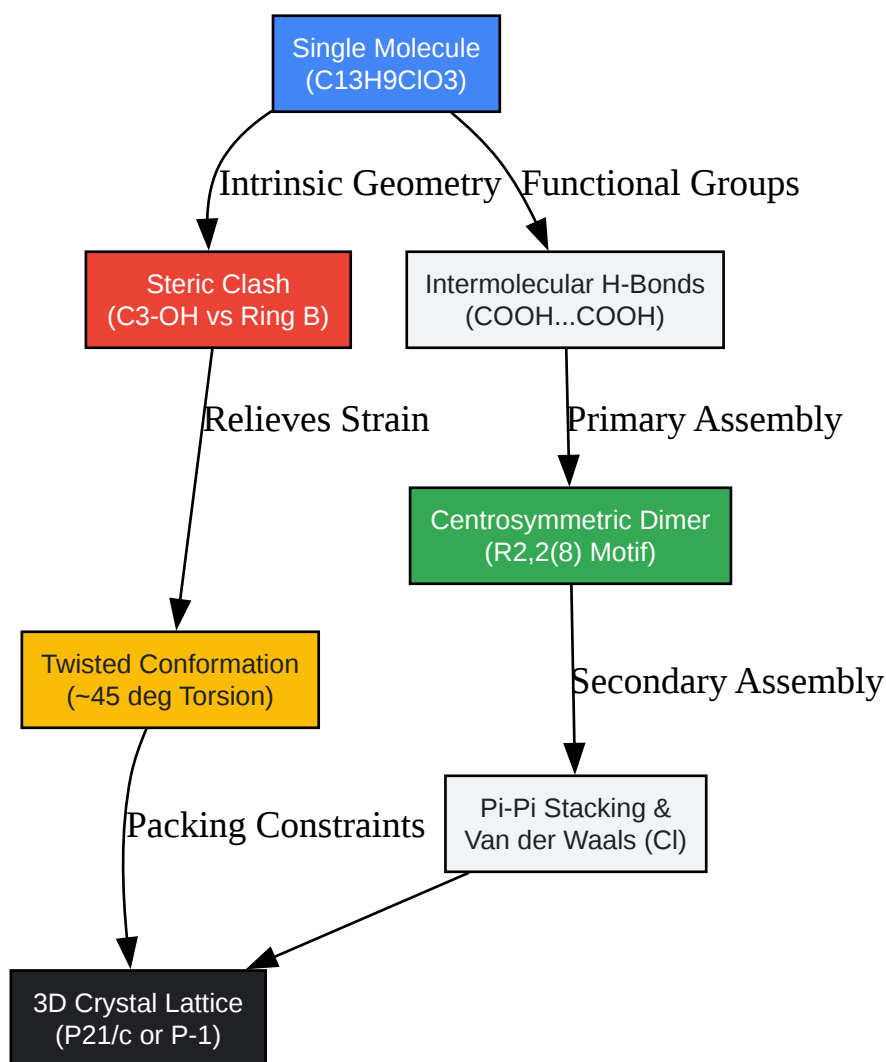 Single Molecule
(C13H9ClO3)
Intrinsic Geometry
Functional Groups
Steric Clash
(C3-OH vs Ring B)
Intermolecular H-Bonds
(COOH...COOH)
Relieves Strain
Primary Assembly
Centrosymmetric Dimer
(R2,2(8) Motif)
Twisted Conformation
(~45 deg Torsion)
Secondary Assembly
Packing Constraints
Pi-Pi Stacking &
Van der Waals (Cl)
3D Crystal Lattice
(P21/c or P-1)